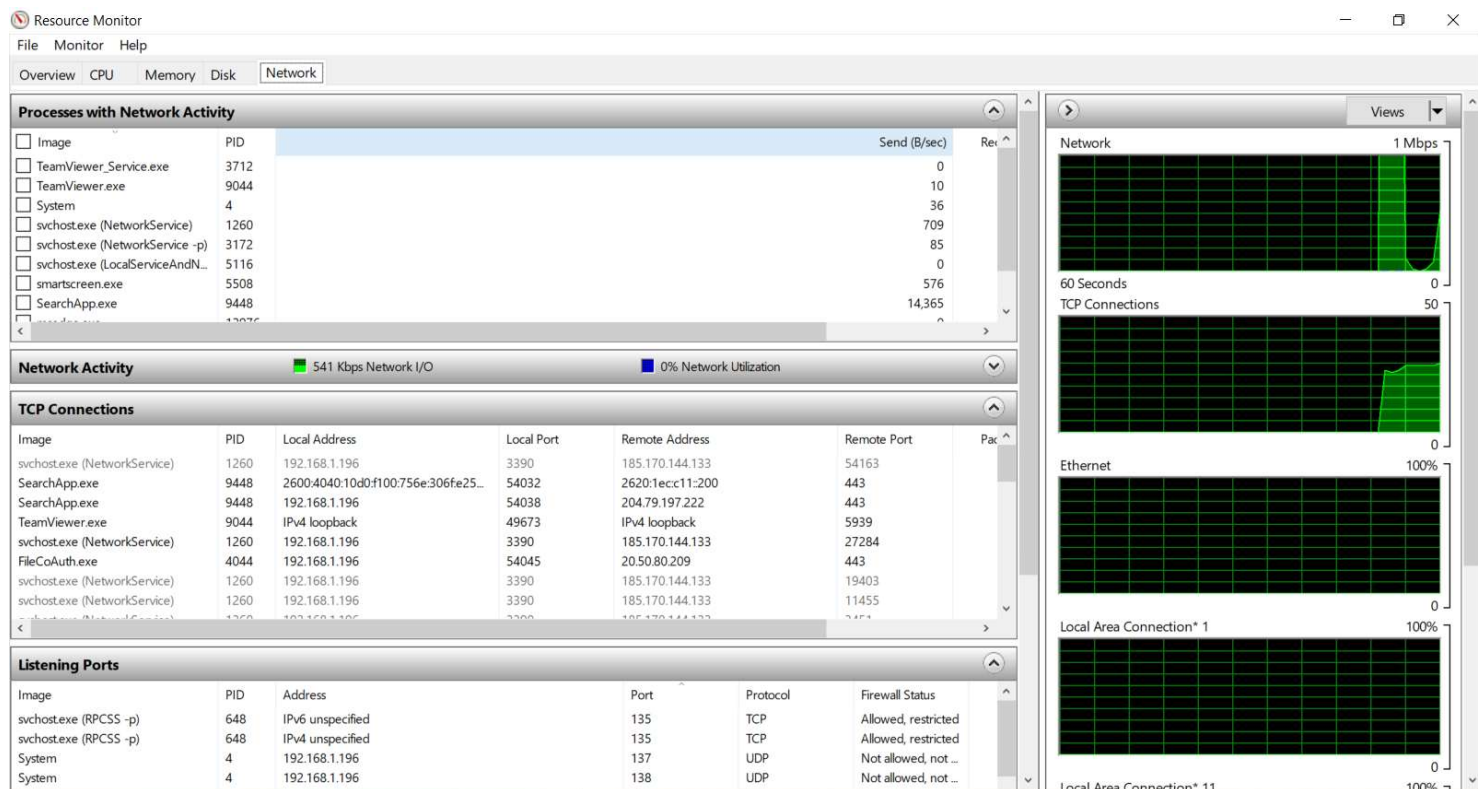 Resource Monitor
File Monitor Help
Overview CPU Memory Disk Network
Processes with Network Activity
Image PID Send (B/sec) Rec
TeamViewer_Service.exe 3712 0
TeamViewer.exe 9044 10
System 4 36
svchost.exe (NetworkService) 1260 709
svchost.exe (NetworkService -p) 3172 85
svchost.exe (LocalServiceAndN... 5116 0
smartscreen.exe 5508 576
SearchApp.exe 9448 14,365
Network Activity 541 Kbps Network I/O 0% Network Utilization
TCP Connections
Image PID Local Address Local Port Remote Address Remote Port Pac
svchost.exe (NetworkService) 1260 192.168.1.196 3390 185.170.144.133 54163
SearchApp.exe 9448 2600:4040:10d0:f100:756e:306f:e25... 54032 2620:1ec:c11::200 443
SearchApp.exe 9448 192.168.1.196 54038 204.79.197.222 443
TeamViewer.exe 9044 IPv4 loopback 49673 IPv4 loopback 5939
svchost.exe (NetworkService) 1260 192.168.1.196 3390 185.170.144.133 27284
FileCoAuth.exe 4044 192.168.1.196 54045 20.50.80.209 443
svchost.exe (NetworkService) 1260 192.168.1.196 3390 185.170.144.133 19403
svchost.exe (NetworkService) 1260 192.168.1.196 3390 185.170.144.133 11455
Listening Ports
Image PID Address Port Protocol Firewall Status
svchost.exe (RPCSS -p) 648 IPv6 unspecified 135 TCP Allowed, restricted
svchost.exe (RPCSS -p) 648 IPv4 unspecified 135 TCP Allowed, restricted
System 4 192.168.1.196 137 UDP Not allowed, not ...
System 4 192.168.1.196 138 UDP Not allowed, not ...
Views
Network 1 Mbps
60 Seconds 0
TCP Connections 50
0
Ethernet 100%
0
Local Area Connection* 1 100%
0
Local Area Connection* 11 100%